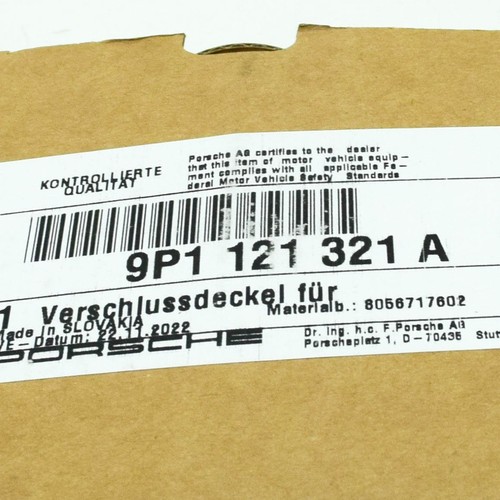 KONTROLLIERTE
QUALITÄT
Porsche AG certifies to the dealer
that this item of motor vehicle equip-
ment complies with all applicable Fe-
deral Motor Vehicle Safety Standards
9P1 121 321 A
1 Verschlussdeckel für
Materialb.: 8056717602
Made in SLOVAKIA
VE-Datum: 22.11.2022
PORSCHE
Dr. Ing. h.c. F.Porsche AG
Porscheplatz 1, D-70435 Stut